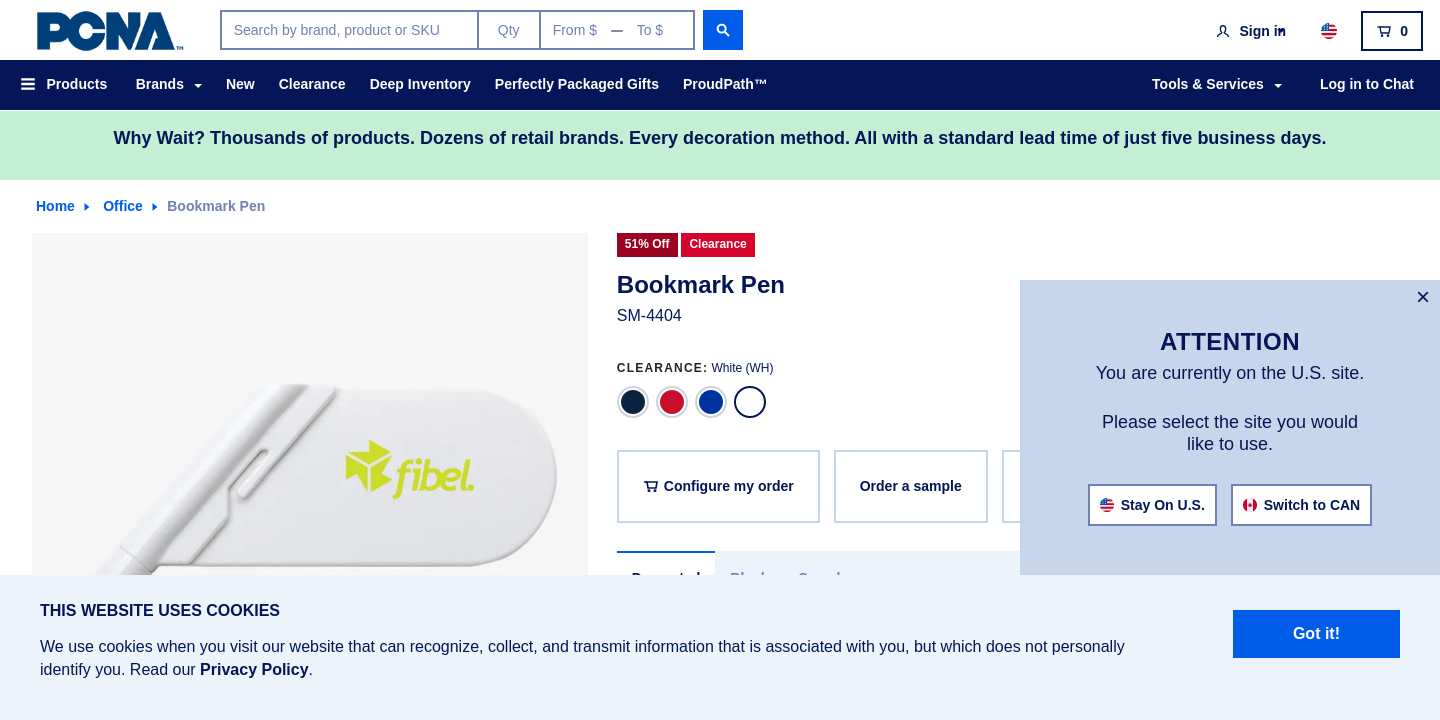 PCNA™
Search by brand, product or SKU
Qty
From $ — To $
Sign in
0
Products
Brands
New
Clearance
Deep Inventory
Perfectly Packaged Gifts
ProudPath™
Tools & Services
Log in to Chat
Why Wait? Thousands of products. Dozens of retail brands. Every decoration method. All with a standard lead time of just five business days.
Home
Office
Bookmark Pen
51% Off
Clearance
Bookmark Pen
SM-4404
CLEARANCE: White (WH)
fibel.
Configure my order
Order a sample
×
ATTENTION
You are currently on the U.S. site.
Please select the site you would
like to use.
Stay On U.S.
Switch to CAN
THIS WEBSITE USES COOKIES
We use cookies when you visit our website that can recognize, collect, and transmit information that is associated with you, but which does not personally
identify you. Read our Privacy Policy.
Got it!